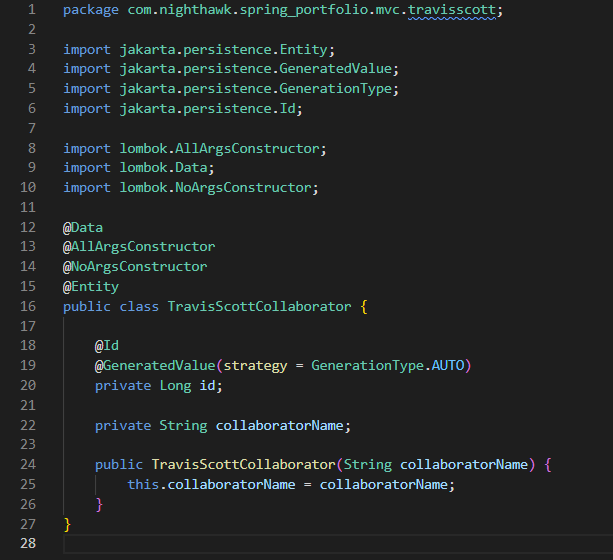 1 package com.nighthawk.spring_portfolio.mvc.travisscott;
2
3 import jakarta.persistence.Entity;
4 import jakarta.persistence.GeneratedValue;
5 import jakarta.persistence.GenerationType;
6 import jakarta.persistence.Id;
7
8 import lombok.AllArgsConstructor;
9 import lombok.Data;
10 import lombok.NoArgsConstructor;
11
12 @Data
13 @AllArgsConstructor
14 @NoArgsConstructor
15 @Entity
16 public class TravisScottCollaborator {
17
18     @Id
19     @GeneratedValue(strategy = GenerationType.AUTO)
20     private Long id;
21
22     private String collaboratorName;
23
24     public TravisScottCollaborator(String collaboratorName) {
25         this.collaboratorName = collaboratorName;
26     }
27 }
28